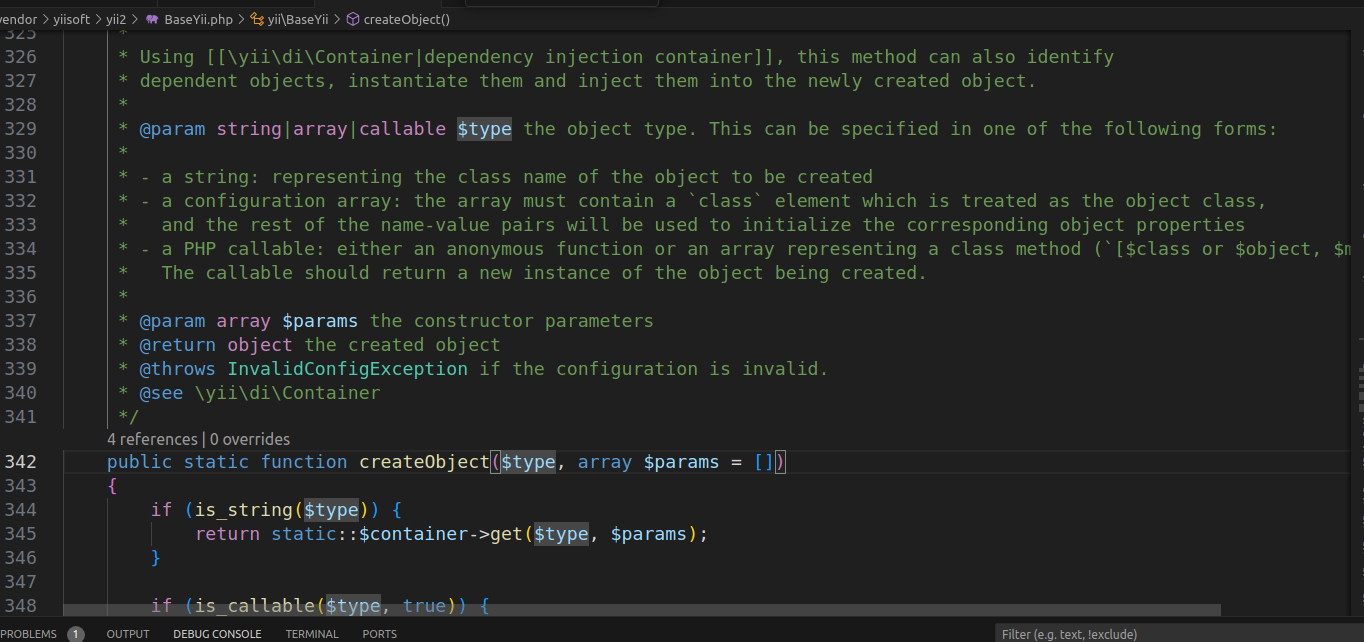 vendor > yiisoft > yii2 > BaseYii.php > yii\BaseYii > createObject()
325 *
326 * Using [[\yii\di\Container|dependency injection container]], this method can also identify
327 * dependent objects, instantiate them and inject them into the newly created object.
328 *
329 * @param string|array|callable $type the object type. This can be specified in one of the following forms:
330 *
331 * - a string: representing the class name of the object to be created
332 * - a configuration array: the array must contain a `class` element which is treated as the object class,
333 *   and the rest of the name-value pairs will be used to initialize the corresponding object properties
334 * - a PHP callable: either an anonymous function or an array representing a class method (`[$class or $object, $m
335 *   The callable should return a new instance of the object being created.
336 *
337 * @param array $params the constructor parameters
338 * @return object the created object
339 * @throws InvalidConfigException if the configuration is invalid.
340 * @see \yii\di\Container
341 */
4 references | 0 overrides
342 public static function createObject($type, array $params = [])
343 {
344     if (is_string($type)) {
345         return static::$container->get($type, $params);
346     }
347
348     if (is_callable($type, true)) {
PROBLEMS 1 OUTPUT DEBUG CONSOLE TERMINAL PORTS Filter (e.g. text, !exclude)